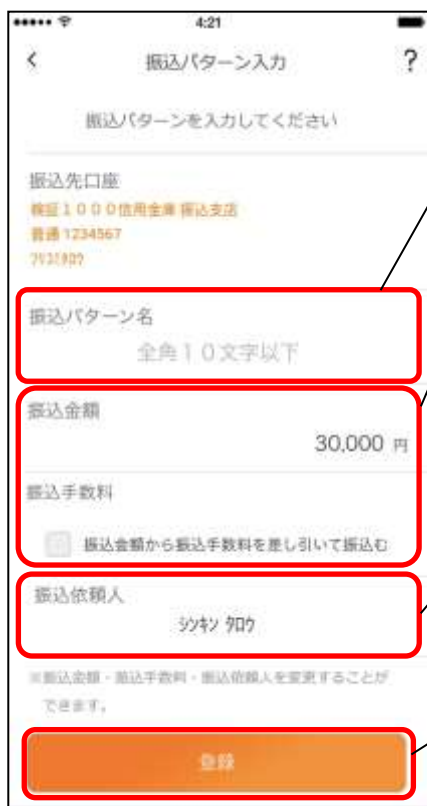 4:21
振込パターン入力
?
振込パターンを入力してください
振込先口座
検証1000信用金庫 振込支店
普通 1234567
ﾌﾘｺﾐﾀﾛｳ
振込パターン名
全角10文字以下
振込金額
30,000 円
振込手数料
振込金額から振込手数料を差し引いて振込む
振込依頼人
ｼﾝｷﾝ ﾀﾛｳ
※振込金額・振込手数料・振込依頼人を変更することが
できます。
登録